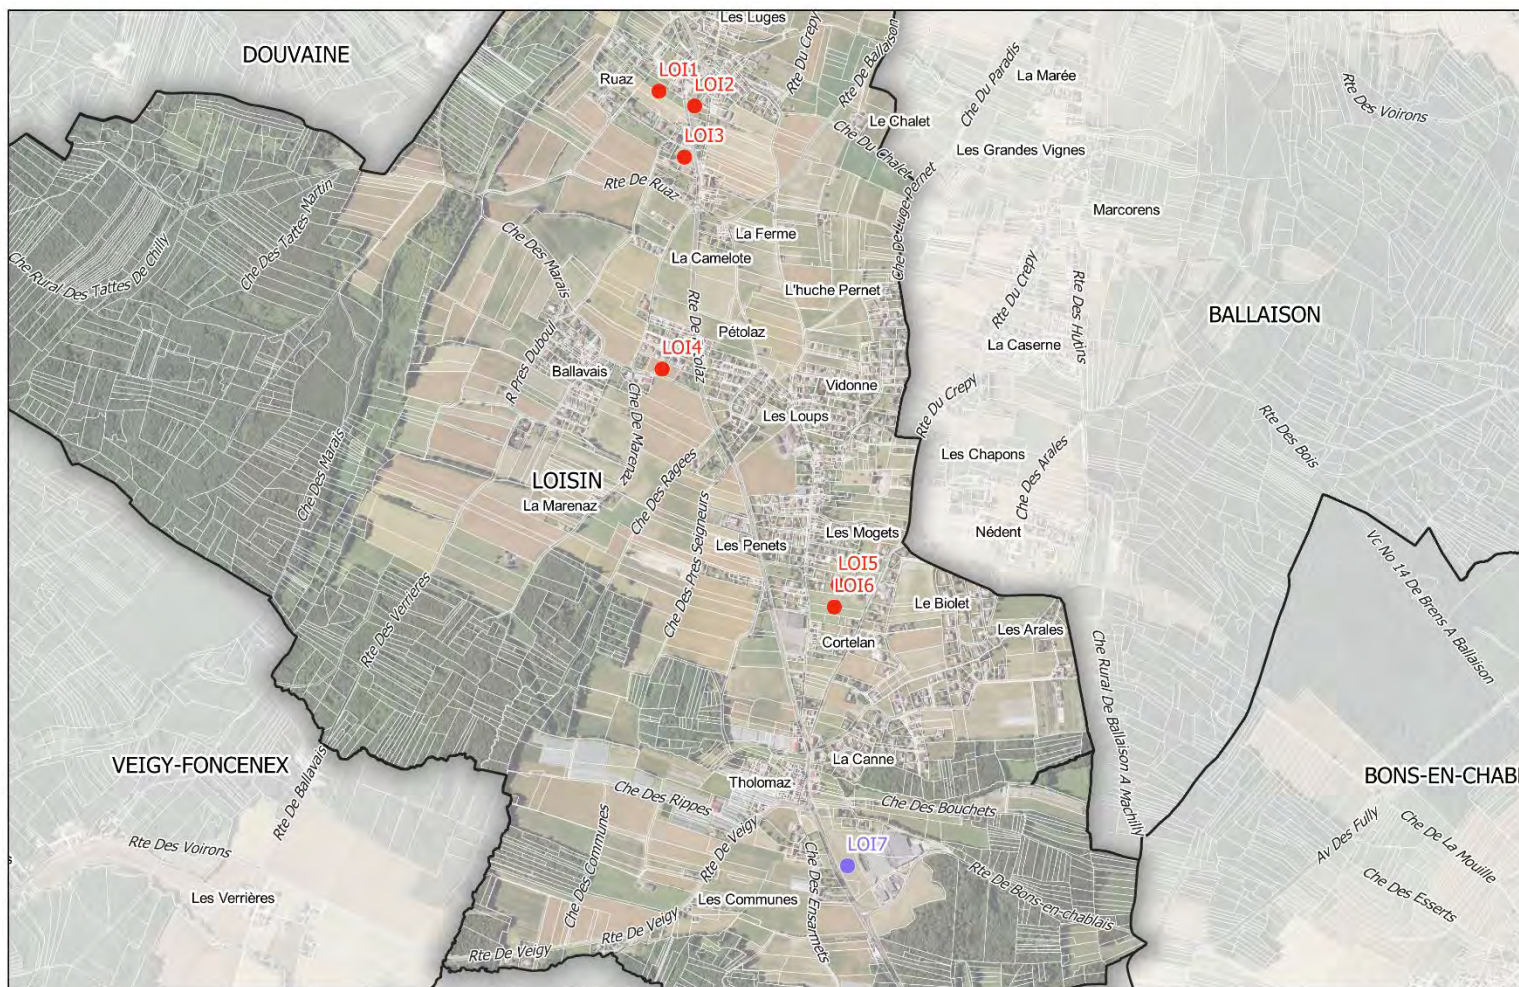 Les Luges
DOUVAINE
Rte Du Crepy
Rte De Ballaison
Ruaz
LOI1
LOI2
La Marée
Che Du Paradis
Rte Des Voirons
Le Chalet
LOI3
Che Du Chalet
Les Grandes Vignes
Rte De Ruaz
Che Des Tattes Martin
Che De Luge Pernet
Marcorens
Che Rural Des Tattes De Chilly
Che Des Marais
La Ferme
La Camelote
L'huche Pernet
Rte Du Crepy
Rte Des Hutins
BALLAISON
Pétolaz
LOI4
La Caserne
R Pres Duboul
Ballavais
Vidonne
Che De Marenaz
Les Loups
Rte Du Crepy
Rte Des Bois
Che Des Marais
Les Chapons
Che Des Arales
LOISIN
La Marenaz
Che Des Ragees
Che Des Pres Seigneurs
Les Mogets
Nédent
Les Penets
LOI5
LOI6
Vc No 14 De Brens A Ballaison
Rte Des Verrieres
Le Biolet
Les Arales
Cortelan
Che Rural De Ballaison A Machilly
VEIGY-FONCENEX
Rte De Ballavais
La Canne
BONS-EN-CHABL
Tholomaz
Che Des Rippes
Che Des Bouchets
Rte Des Voirons
Che Des Communes
Rte De Veigy
LOI7
Av Des Fully
Che De La Mouille
Che Des Ensarmets
Rte De Bons-en-chablais
Che Des Esserts
Les Verrières
Les Communes
Rte De Veigy
Rte De Veigy